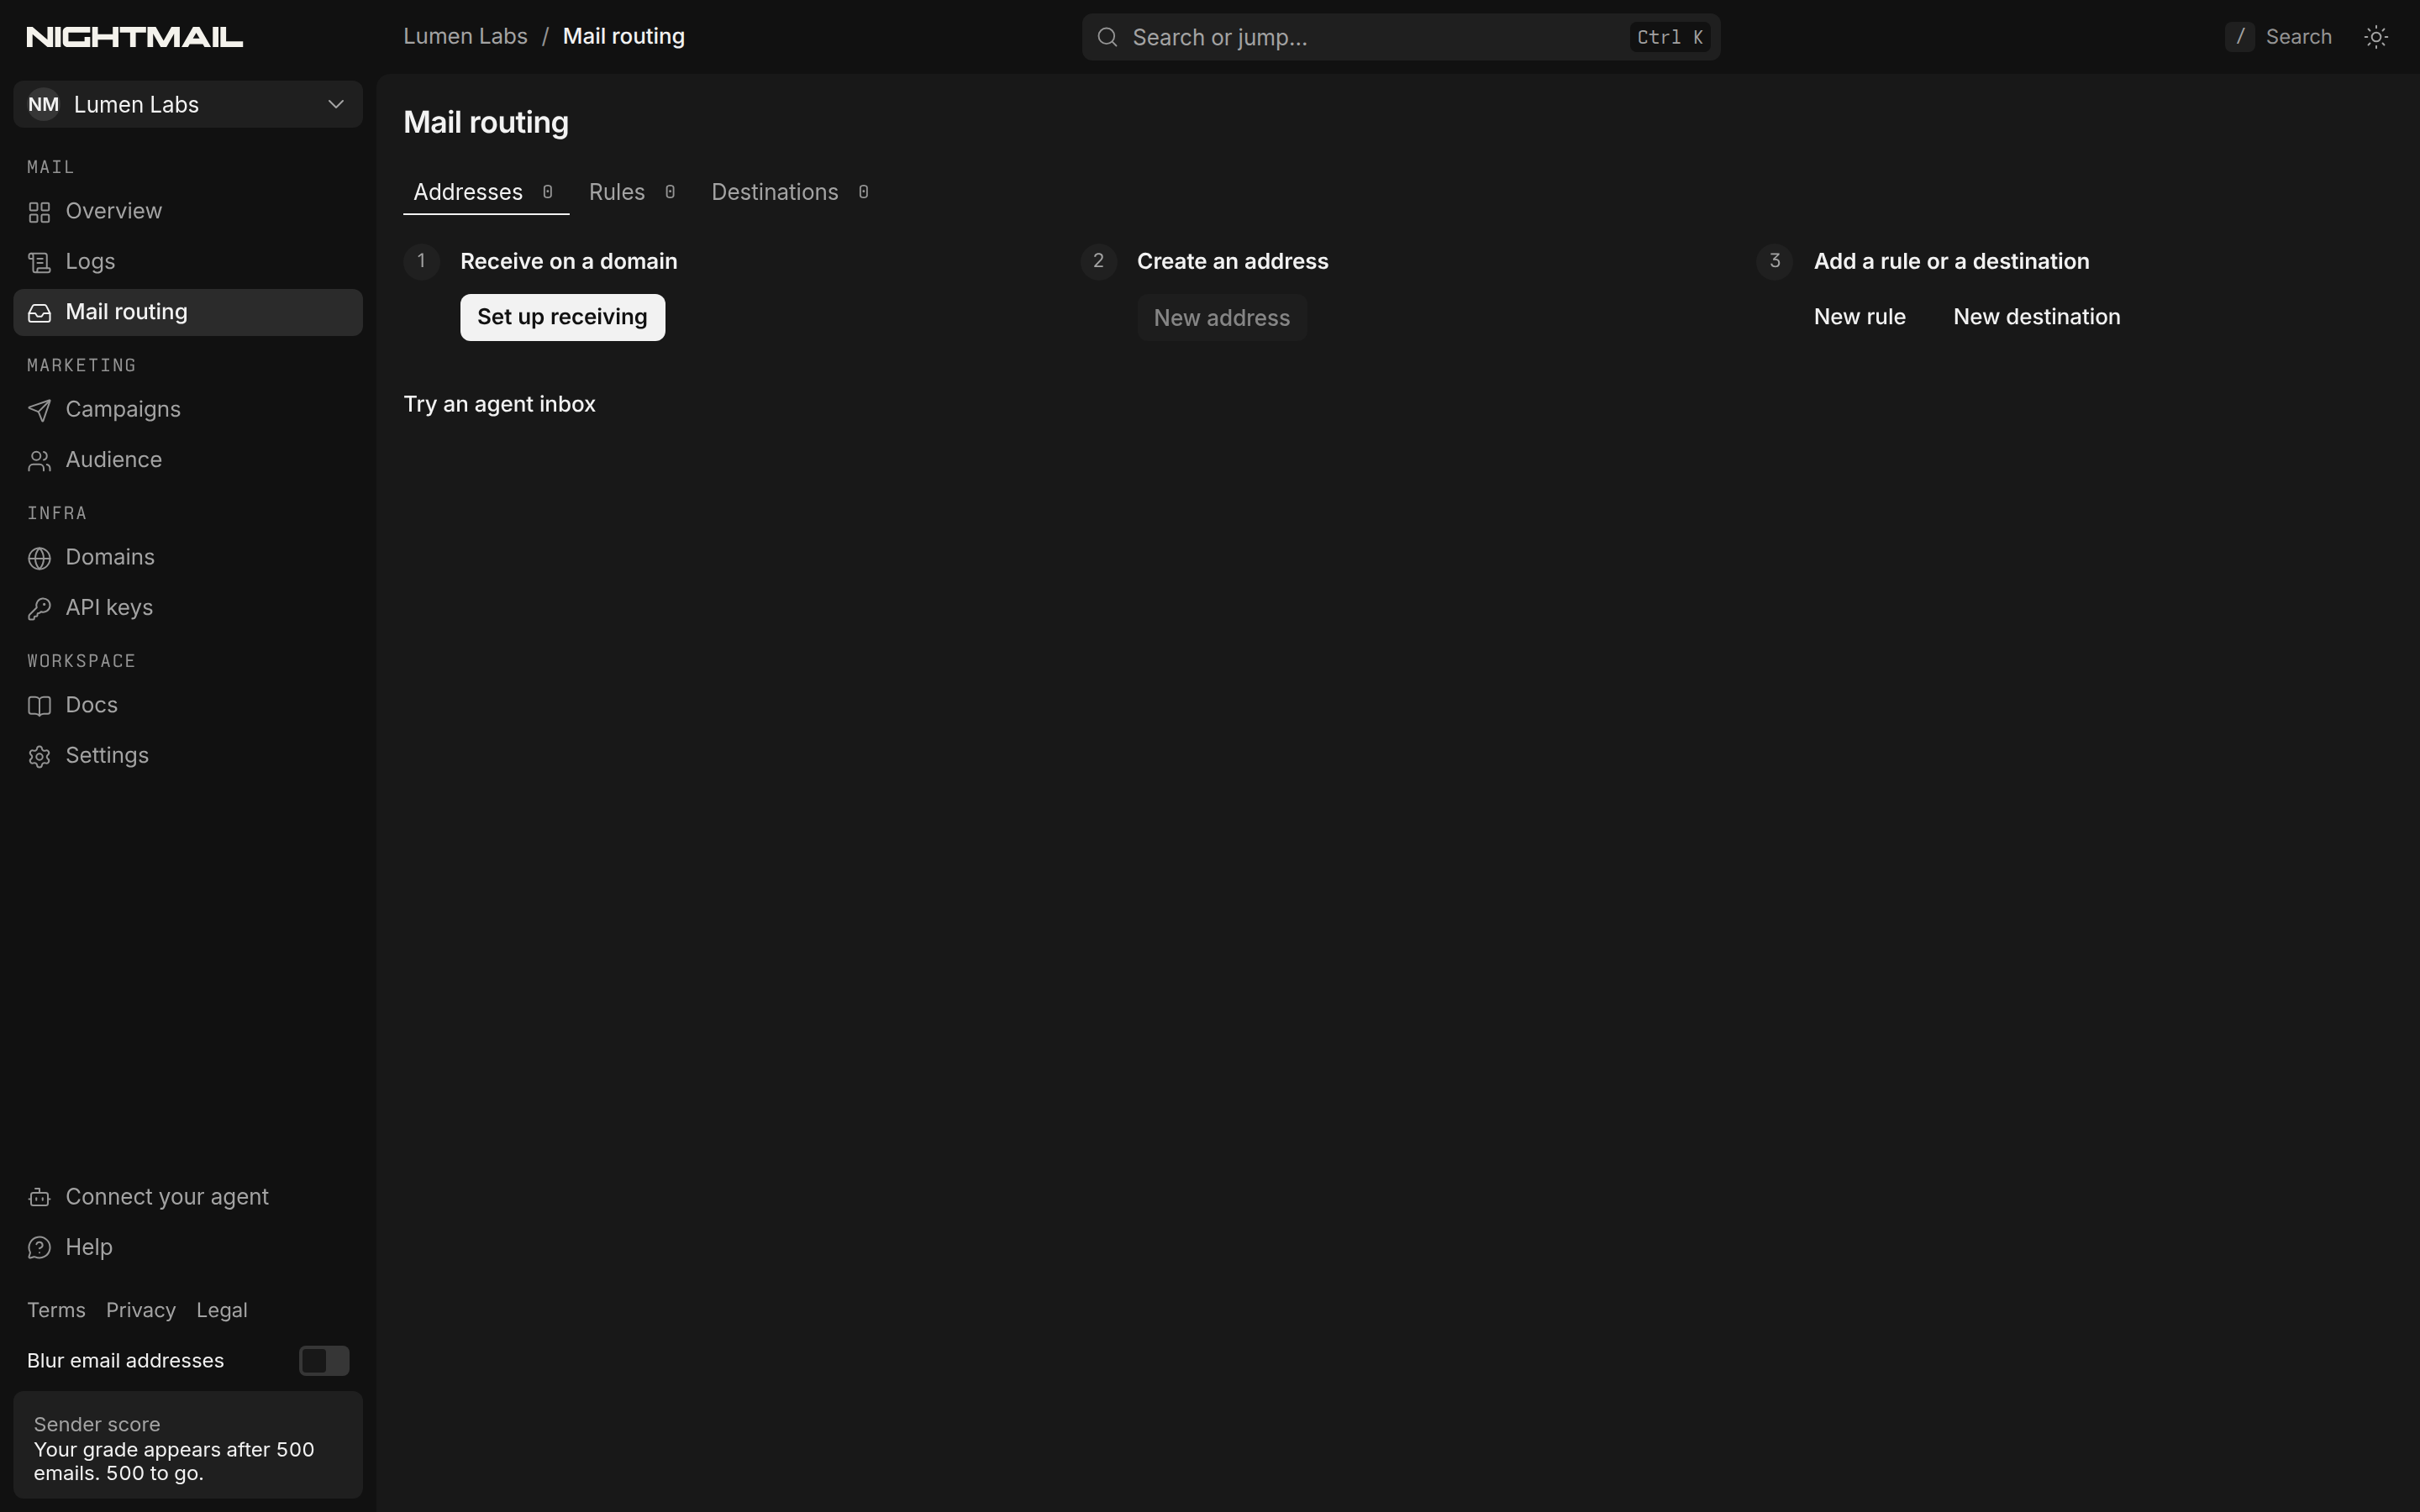 NIGHTMAIL
Lumen Labs / Mail routing
Search or jump...
Ctrl K
/ Search
NM Lumen Labs
MAIL
Overview
Logs
Mail routing
MARKETING
Campaigns
Audience
INFRA
Domains
API keys
WORKSPACE
Docs
Settings
Connect your agent
Help
Terms Privacy Legal
Blur email addresses
Sender score
Your grade appears after 500
emails. 500 to go.
Mail routing
Addresses 0 Rules 0 Destinations 0
1 Receive on a domain
Set up receiving
2 Create an address
New address
3 Add a rule or a destination
New rule New destination
Try an agent inbox